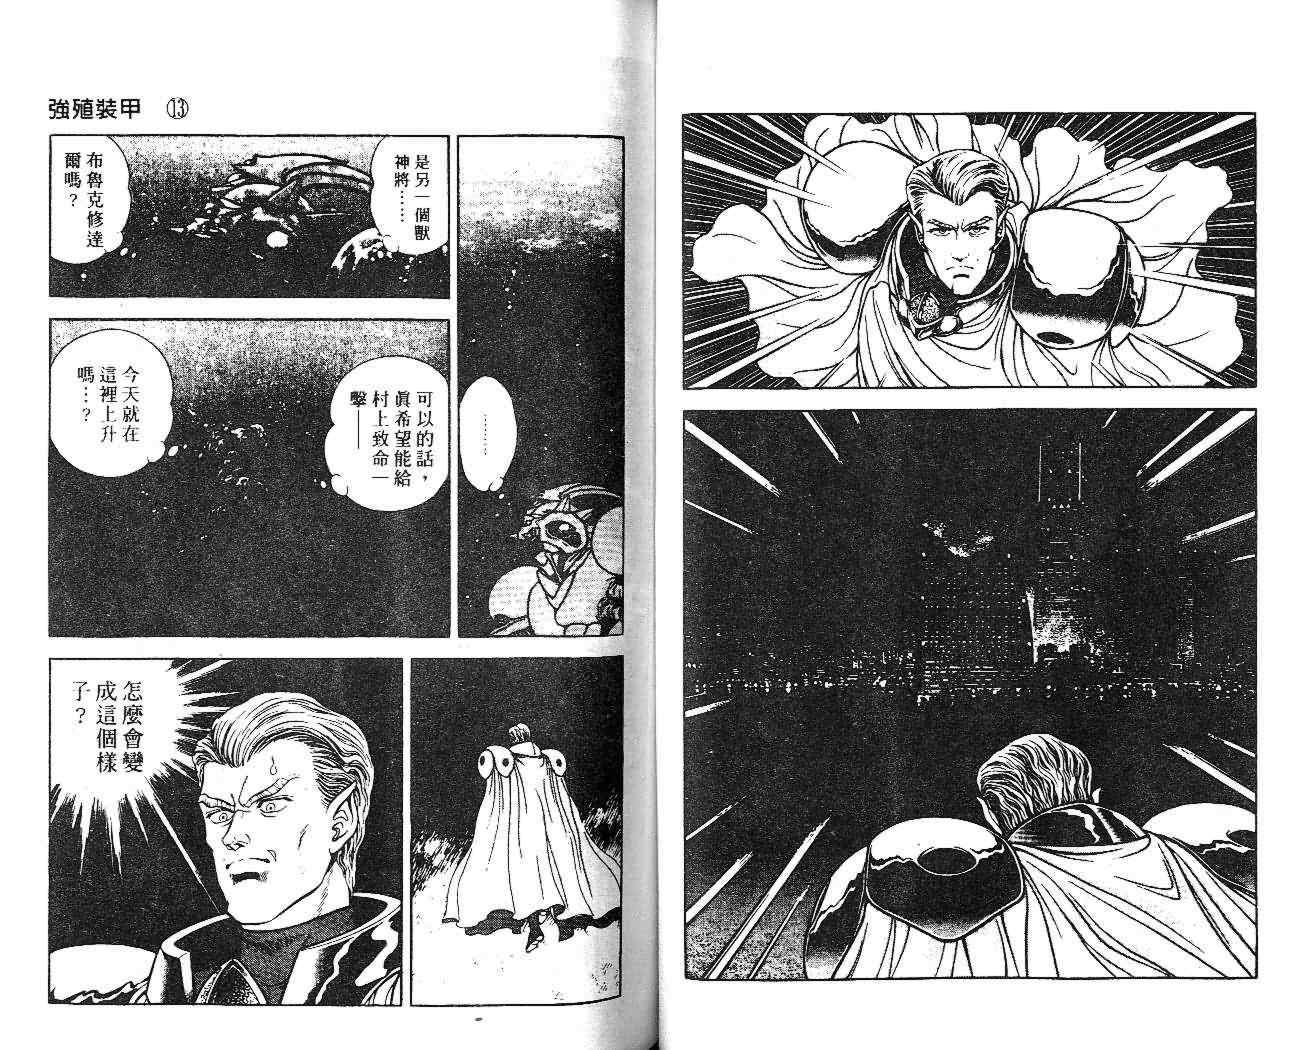 強殖裝甲 ⑬
………
是另一個獸
神將……
布魯克修達
爾嗎？
可以的話，
眞希望能給
村上致命一
擊——
今天就在
這裡上升
嗎…？
怎麼會變
成這個樣
子？